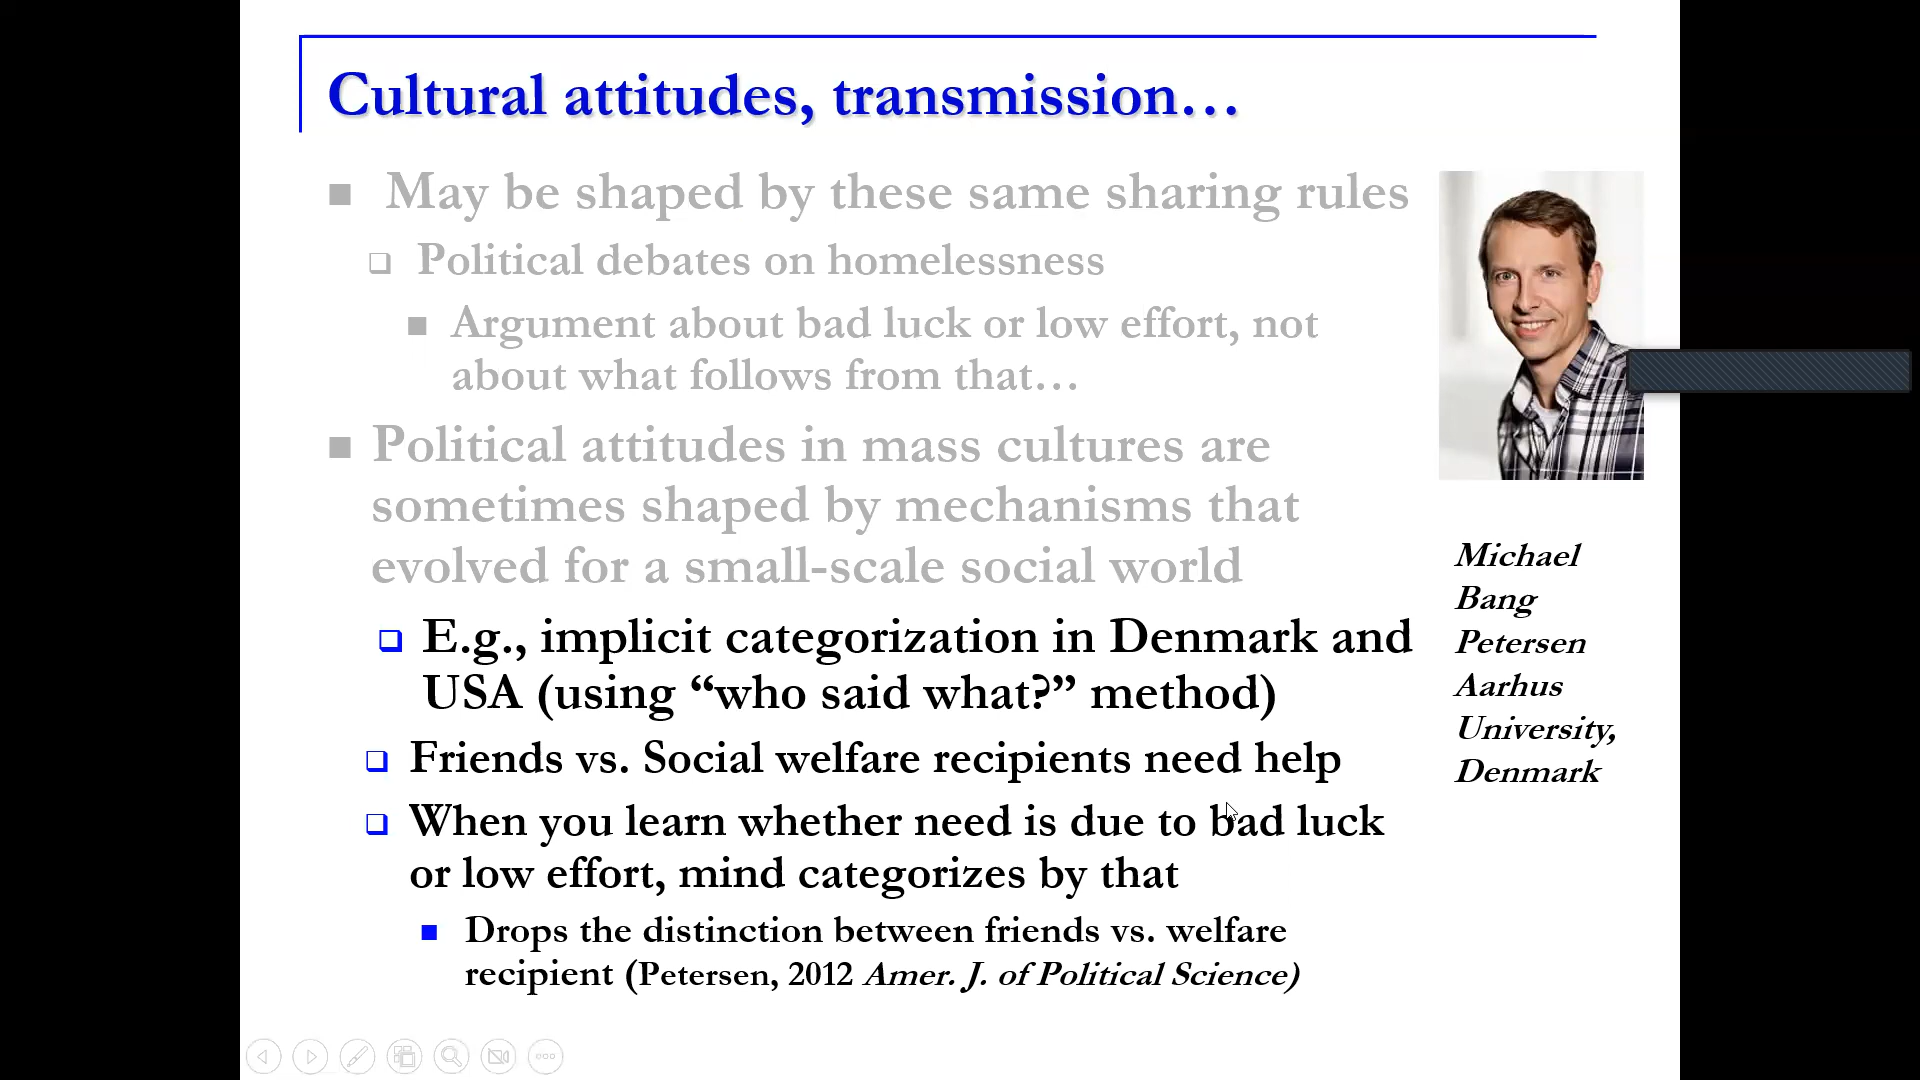 Cultural attitudes, transmission…
May be shaped by these same sharing rules
Political debates on homelessness
Argument about bad luck or low effort, not
about what follows from that…
Political attitudes in mass cultures are
sometimes shaped by mechanisms that
evolved for a small-scale social world
E.g., implicit categorization in Denmark and
USA (using “who said what?” method)
Friends vs. Social welfare recipients need help
When you learn whether need is due to bad luck
or low effort, mind categorizes by that
Drops the distinction between friends vs. welfare
recipient (Petersen, 2012 Amer. J. of Political Science)
Michael
Bang
Petersen
Aarhus
University,
Denmark